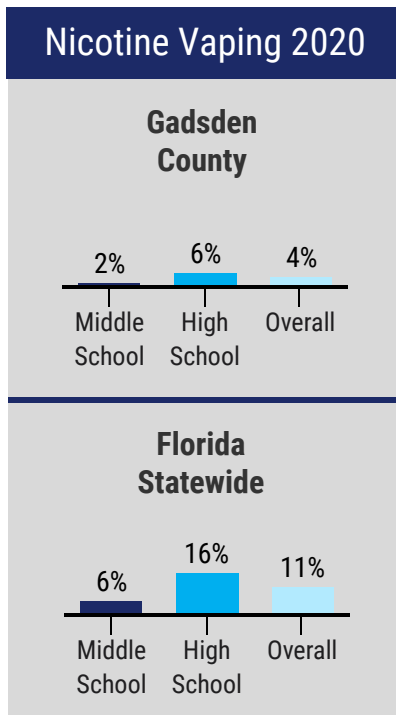 Nicotine Vaping 2020
Gadsden
County
2%
6%
4%
Middle
School
High
School
Overall
Florida
Statewide
6%
16%
11%
Middle
School
High
School
Overall